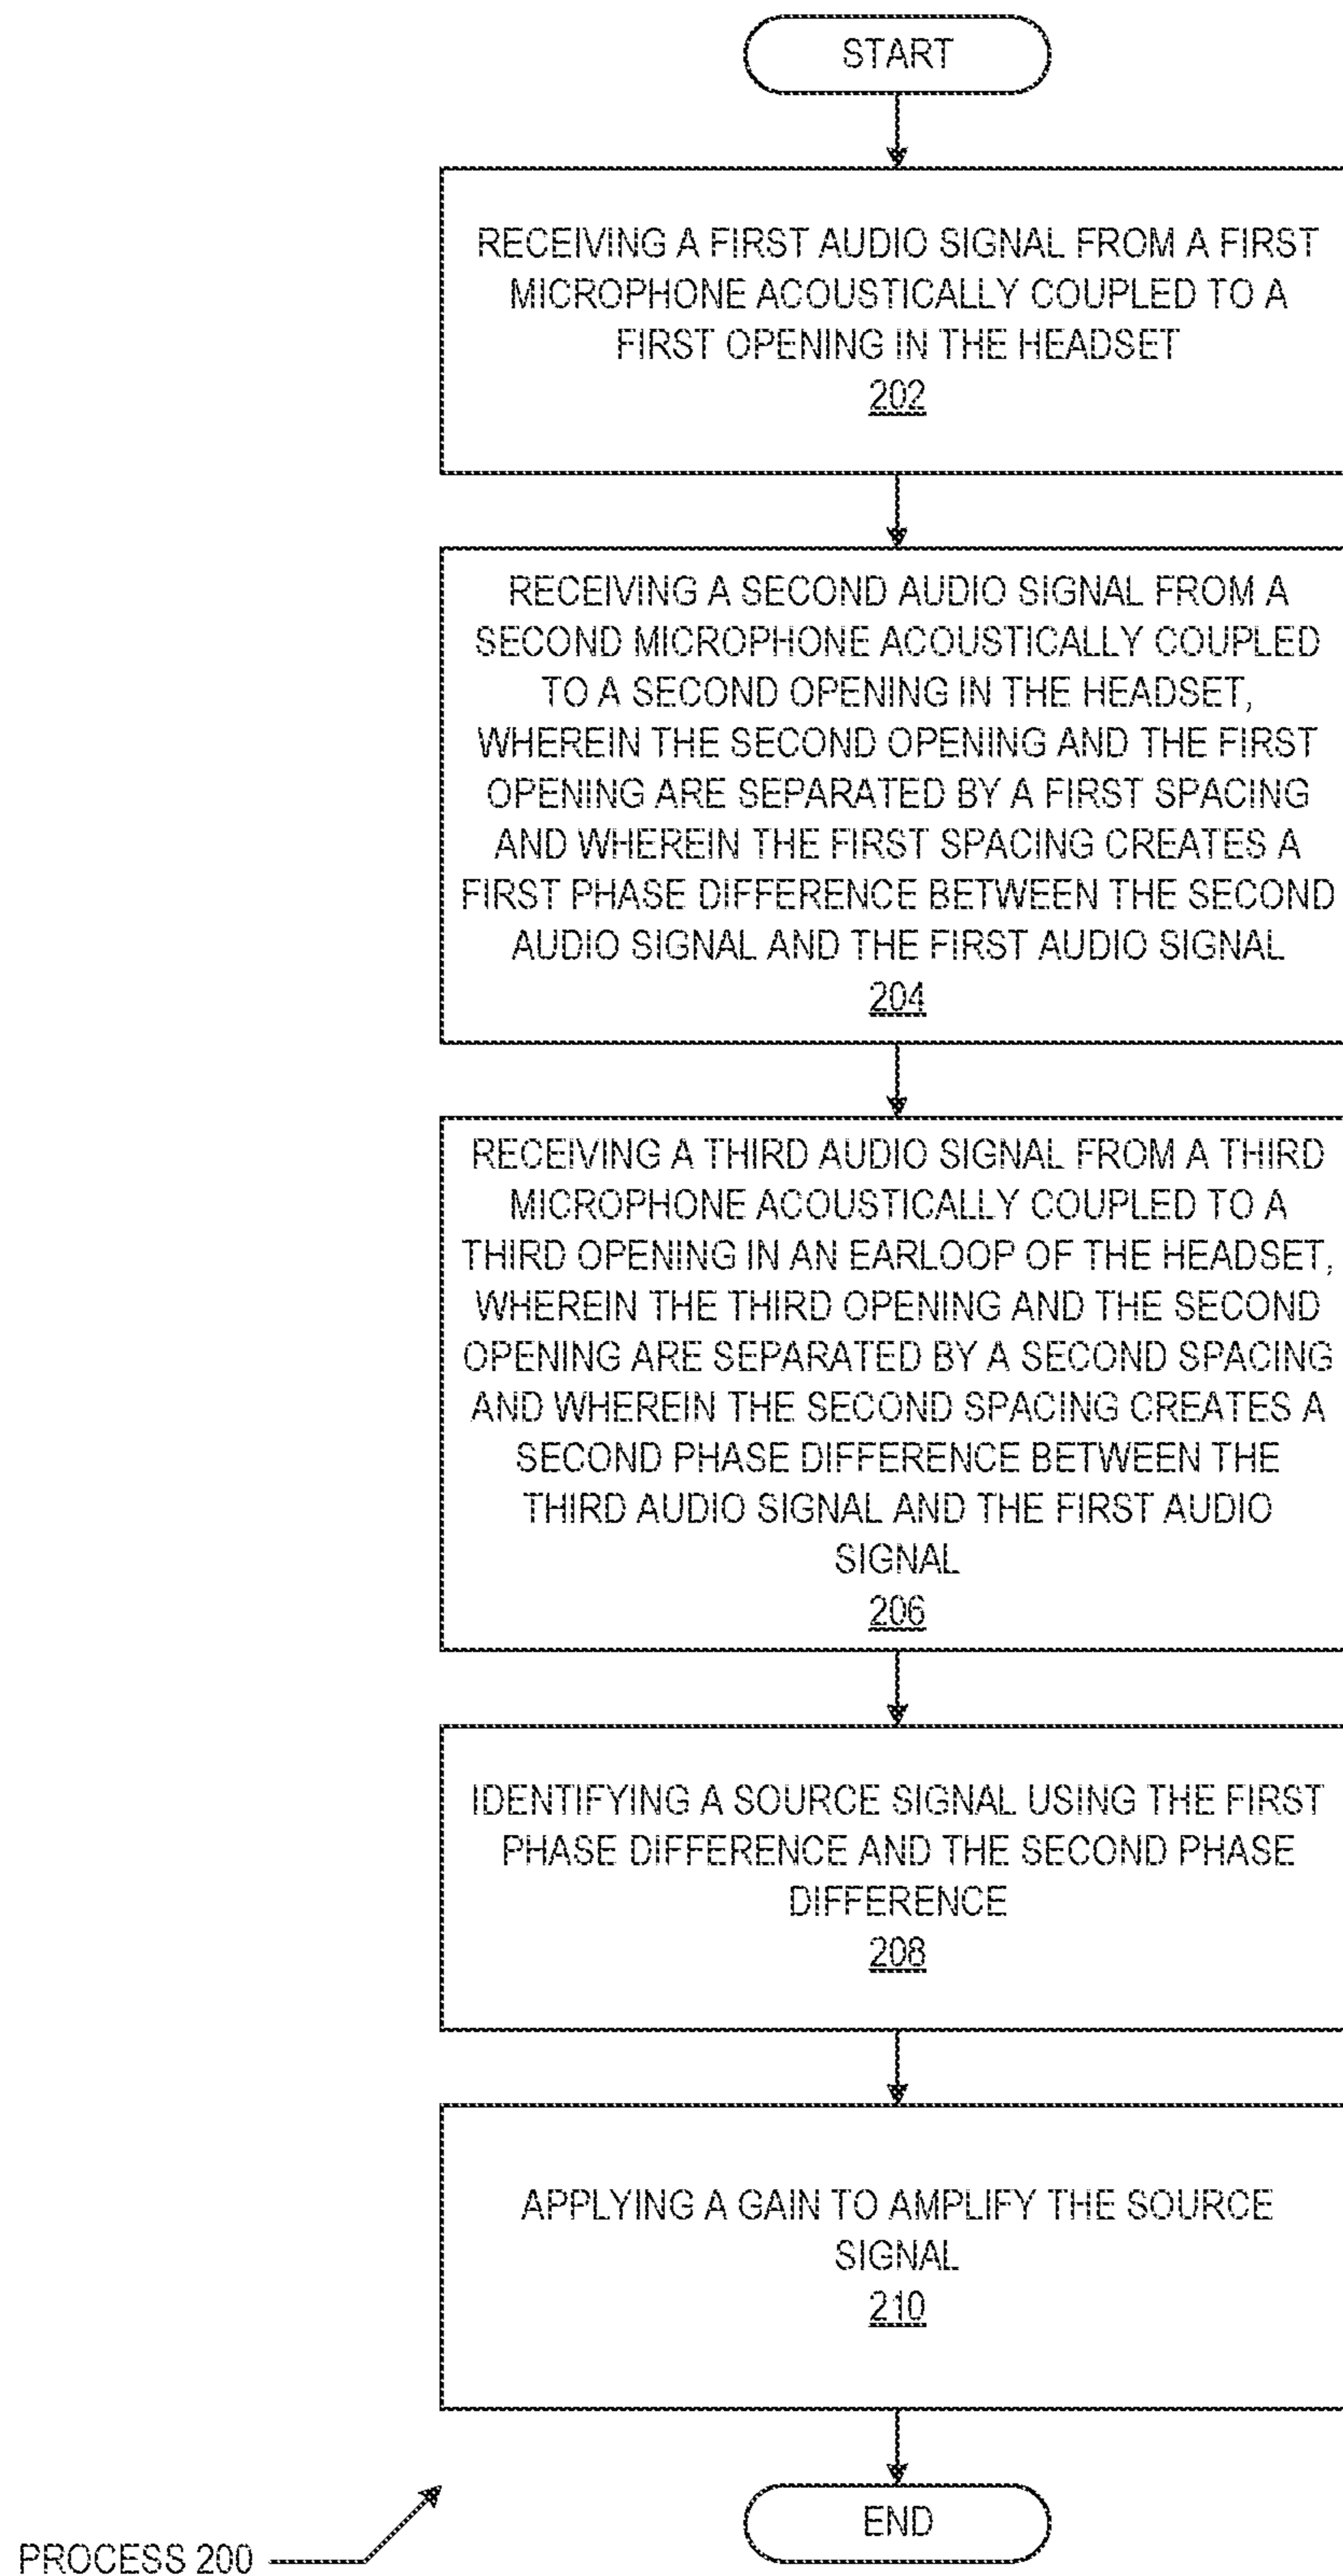 START
RECEIVING A FIRST AUDIO SIGNAL FROM A FIRST
MICROPHONE ACOUSTICALLY COUPLED TO A
FIRST OPENING IN THE HEADSET
202
RECEIVING A SECOND AUDIO SIGNAL FROM A
SECOND MICROPHONE ACOUSTICALLY COUPLED
TO A SECOND OPENING IN THE HEADSET,
WHEREIN THE SECOND OPENING AND THE FIRST
OPENING ARE SEPARATED BY A FIRST SPACING
AND WHEREIN THE FIRST SPACING CREATES A
FIRST PHASE DIFFERENCE BETWEEN THE SECOND
AUDIO SIGNAL AND THE FIRST AUDIO SIGNAL
204
RECEIVING A THIRD AUDIO SIGNAL FROM A THIRD
MICROPHONE ACOUSTICALLY COUPLED TO A
THIRD OPENING IN AN EARLOOP OF THE HEADSET,
WHEREIN THE THIRD OPENING AND THE SECOND
OPENING ARE SEPARATED BY A SECOND SPACING
AND WHEREIN THE SECOND SPACING CREATES A
SECOND PHASE DIFFERENCE BETWEEN THE
THIRD AUDIO SIGNAL AND THE FIRST AUDIO
SIGNAL
206
IDENTIFYING A SOURCE SIGNAL USING THE FIRST
PHASE DIFFERENCE AND THE SECOND PHASE
DIFFERENCE
208
APPLYING A GAIN TO AMPLIFY THE SOURCE
SIGNAL
210
END
PROCESS 200